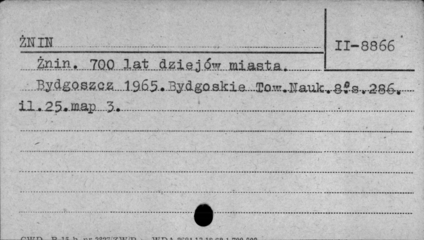 ŻNIN
II-8866
Żnin. 700 lat dziejów miasta.
Bydgoszcz 1965. Bydgoskie Tow. Nauk. 8° s. 286.
il. 25. map 3.